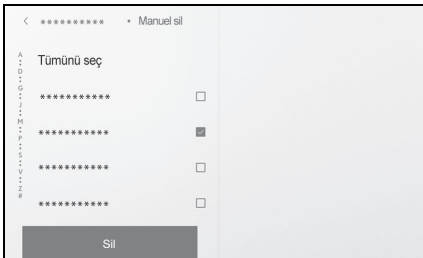 < ********** • Manuel sil
A
•
D
•
G
•
J
•
M
•
P
•
S
•
V
•
Z
#
Tümünü seç
***********
***********
***********
***********
Sil